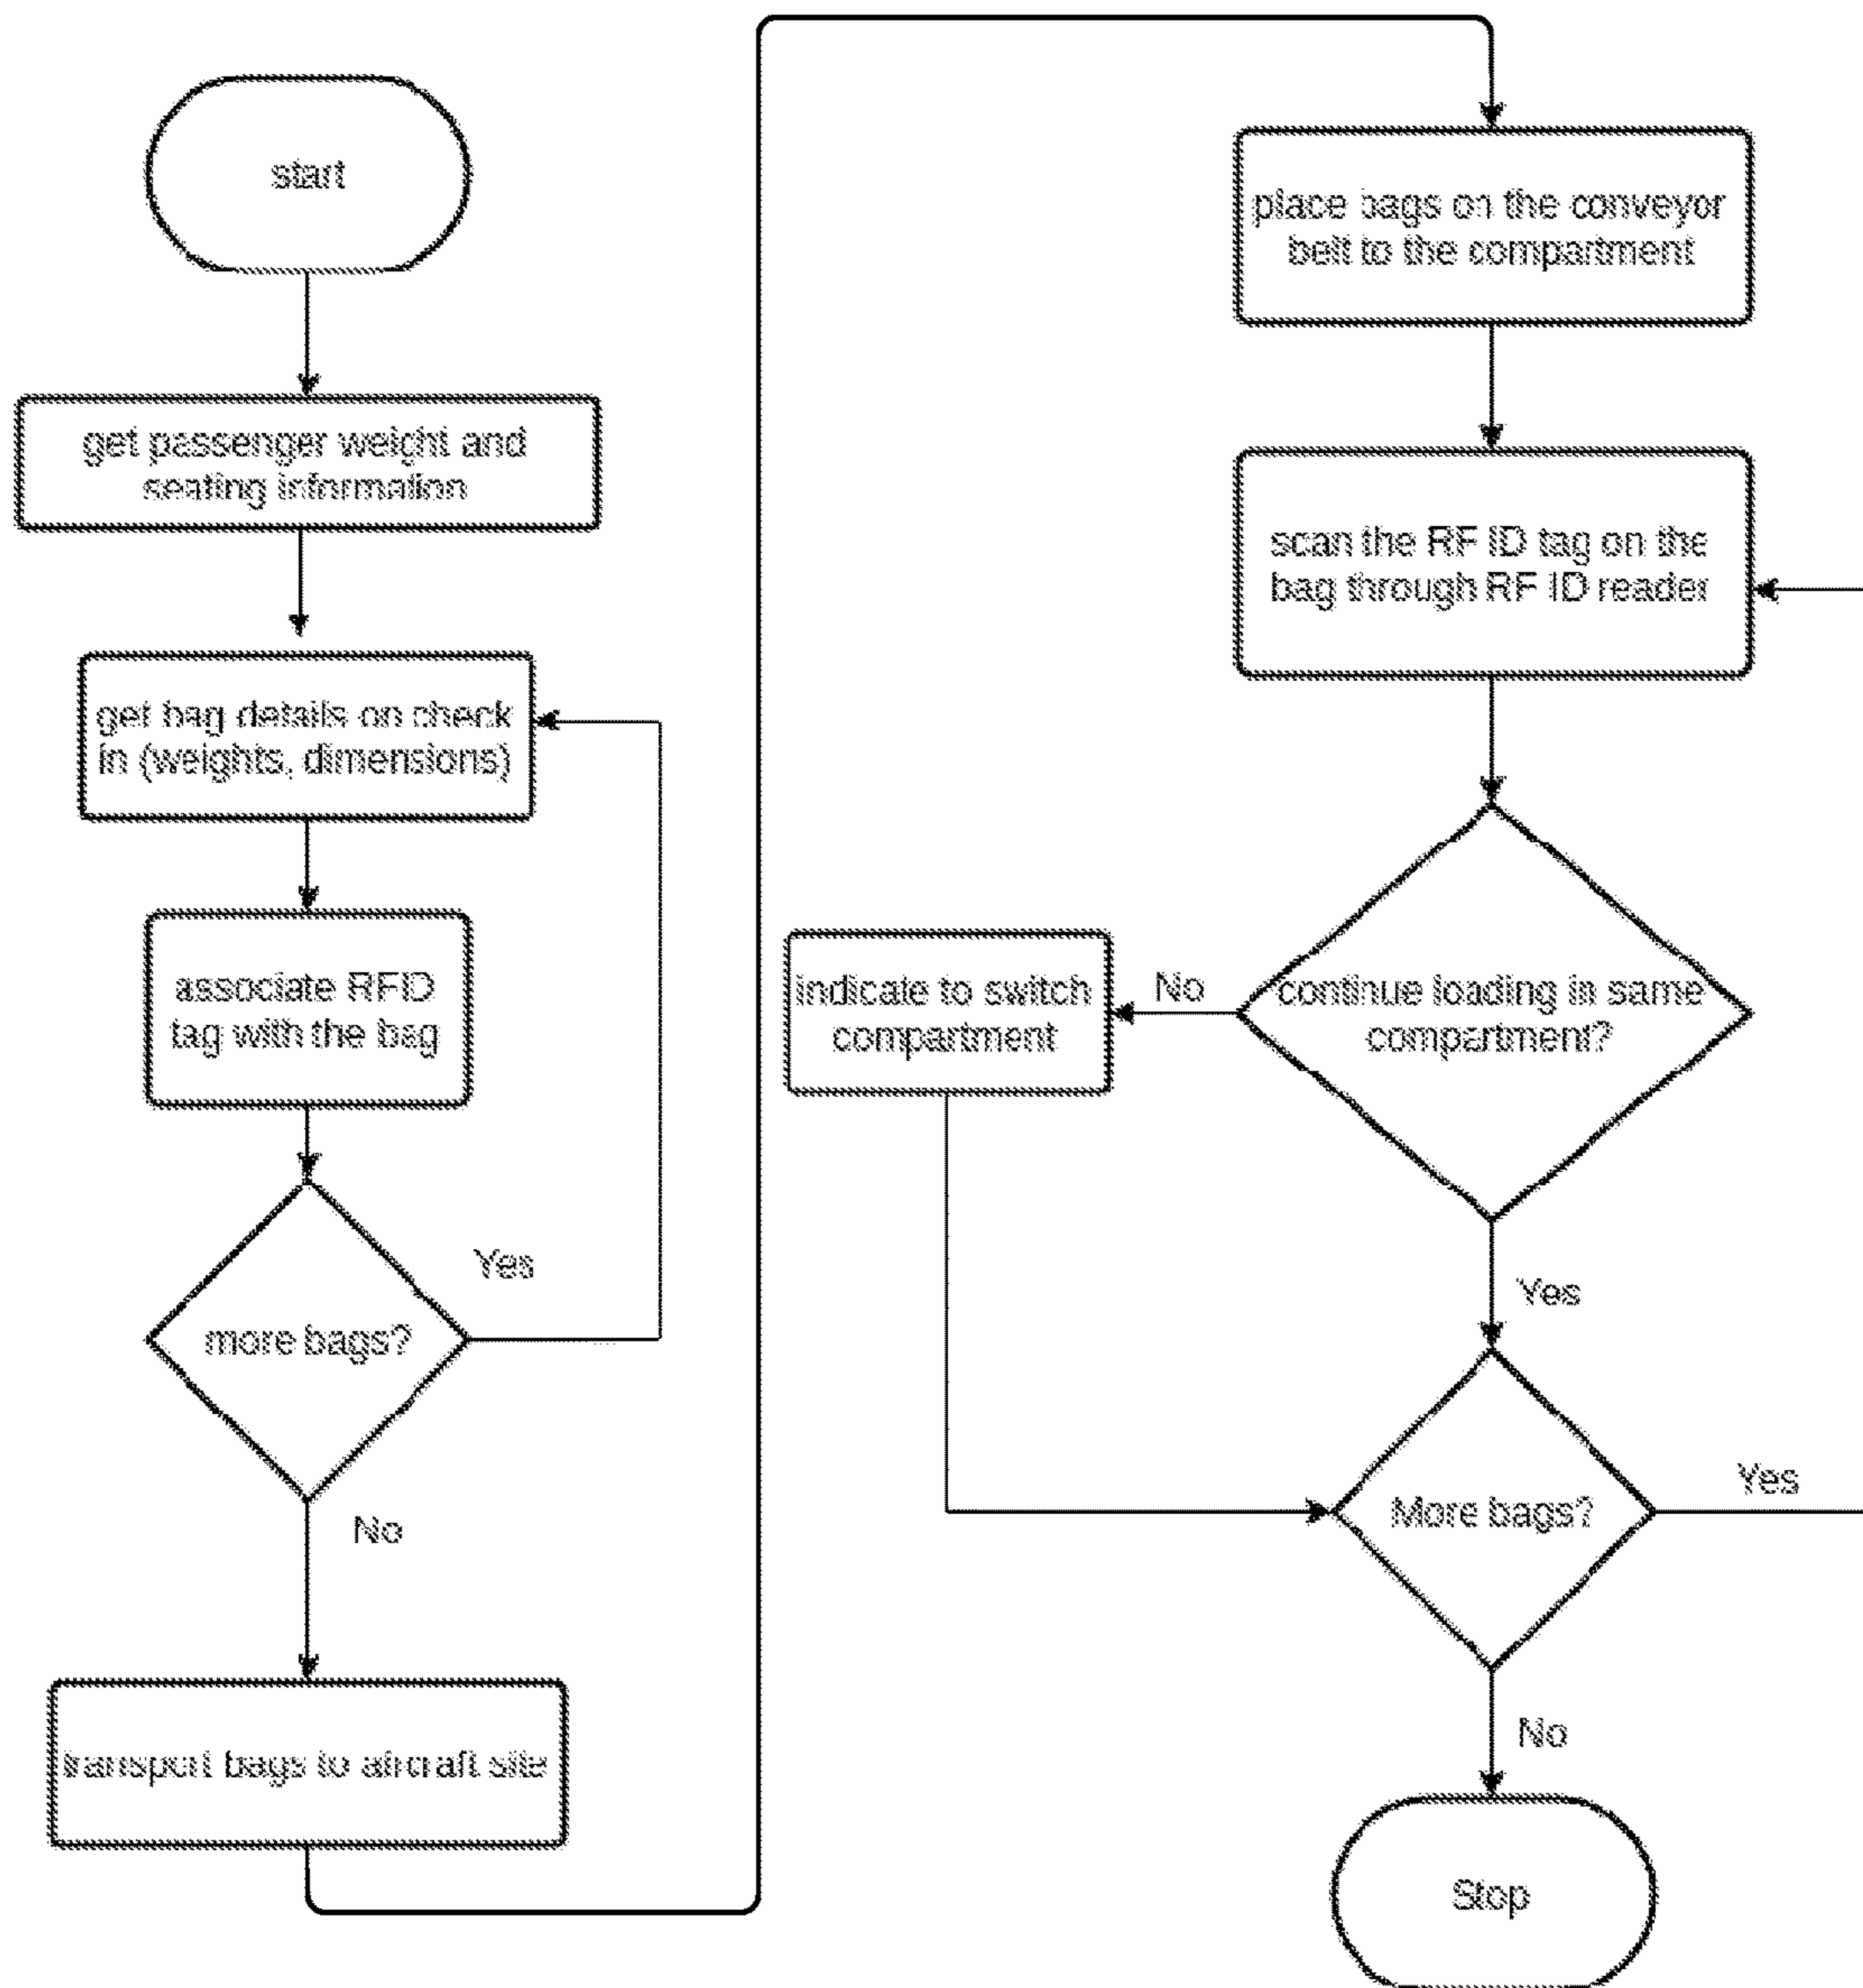 start
get passenger weight and
seating information
get bag details on check
in (weights, dimensions)
associate RFID
tag with the bag
more bags?
Yes
No
transport bags to aircraft site
place bags on the conveyor
belt to the compartment
scan the RF ID tag on the
bag through RF ID reader
continue loading in same
compartment?
No
indicate to switch
compartment
Yes
More bags?
Yes
No
Stop